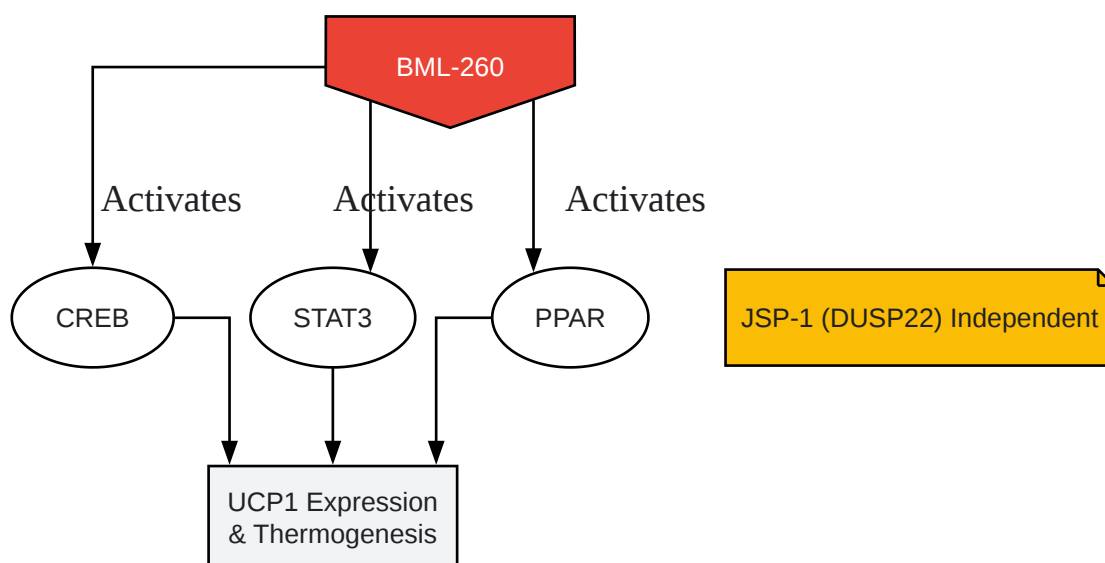 BML-260
Activates
Activates
Activates
CREB
STAT3
PPAR
JSP-1 (DUSP22) Independent
UCP1 Expression
& Thermogenesis